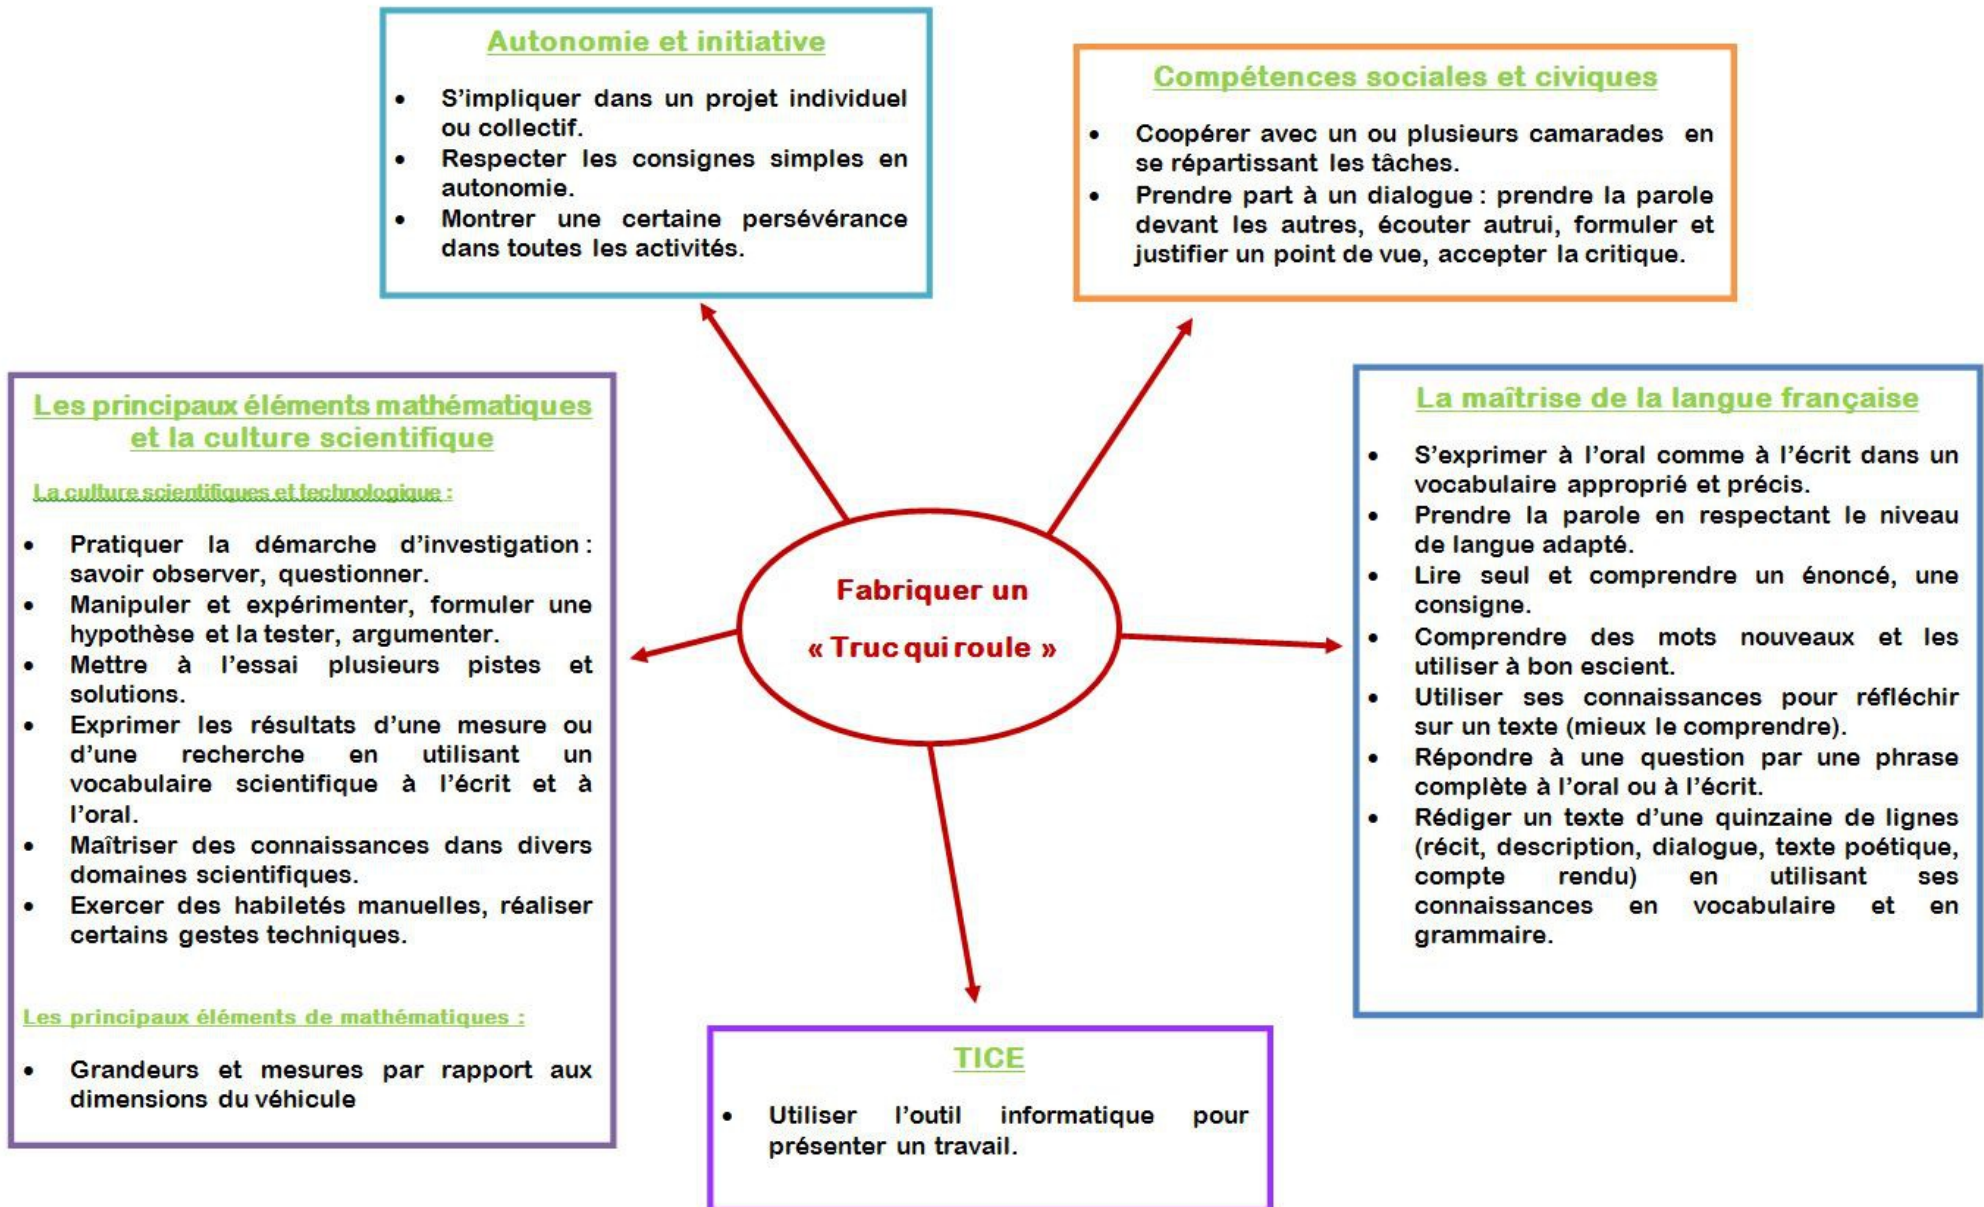 Autonomie et initiative
• S’impliquer dans un projet individuel
ou collectif.
• Respecter les consignes simples en
autonomie.
• Montrer une certaine persévérance
dans toutes les activités.
Compétences sociales et civiques
• Coopérer avec un ou plusieurs camarades en
se répartissant les tâches.
• Prendre part à un dialogue : prendre la parole
devant les autres, écouter autrui, formuler et
justifier un point de vue, accepter la critique.
Les principaux éléments mathématiques
et la culture scientifique
La culture scientifiques et technologique :
• Pratiquer la démarche d’investigation :
savoir observer, questionner.
• Manipuler et expérimenter, formuler une
hypothèse et la tester, argumenter.
• Mettre à l’essai plusieurs pistes et
solutions.
• Exprimer les résultats d’une mesure ou
d’une recherche en utilisant un
vocabulaire scientifique à l’écrit et à
l’oral.
• Maîtriser des connaissances dans divers
domaines scientifiques.
• Exercer des habiletés manuelles, réaliser
certains gestes techniques.
Les principaux éléments de mathématiques :
• Grandeurs et mesures par rapport aux
dimensions du véhicule
Fabriquer un
« Truc qui roule »
La maîtrise de la langue française
• S’exprimer à l’oral comme à l’écrit dans un
vocabulaire approprié et précis.
• Prendre la parole en respectant le niveau
de langue adapté.
• Lire seul et comprendre un énoncé, une
consigne.
• Comprendre des mots nouveaux et les
utiliser à bon escient.
• Utiliser ses connaissances pour réfléchir
sur un texte (mieux le comprendre).
• Répondre à une question par une phrase
complète à l’oral ou à l’écrit.
• Rédiger un texte d’une quinzaine de lignes
(récit, description, dialogue, texte poétique,
compte rendu) en utilisant ses
connaissances en vocabulaire et en
grammaire.
TICE
• Utiliser l’outil informatique pour
présenter un travail.